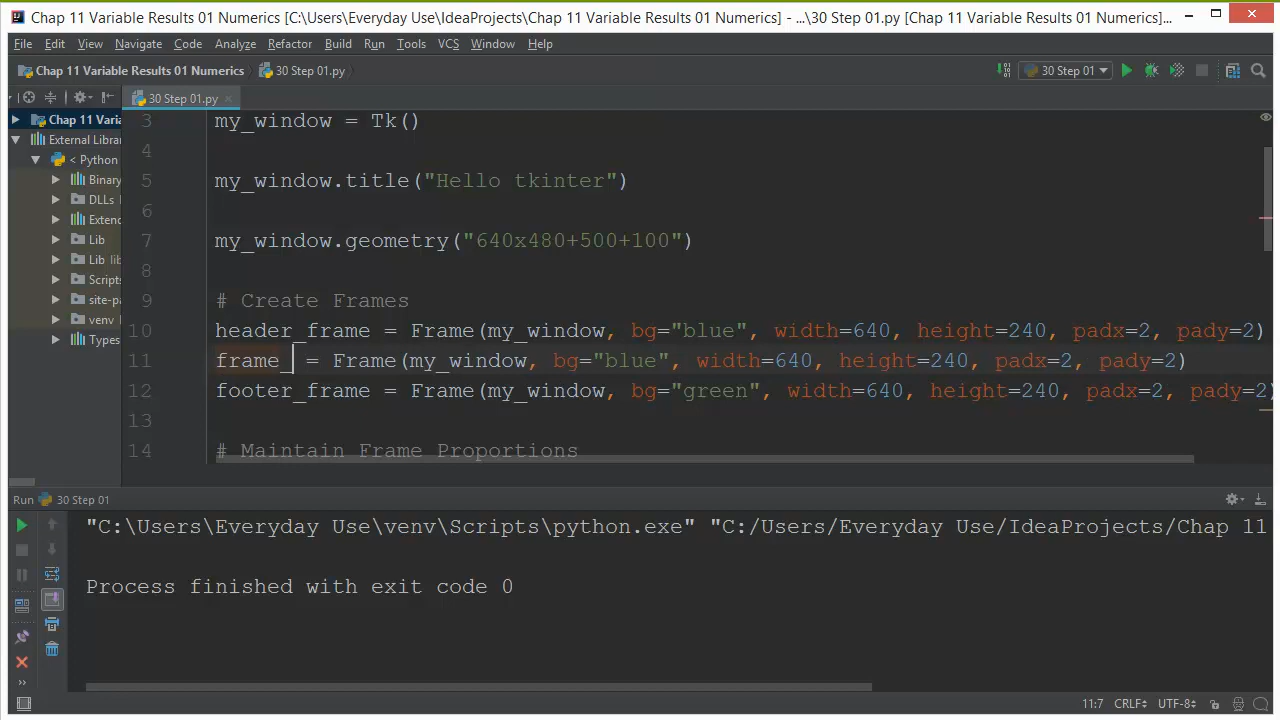 Chap 11 Variable Results 01 Numerics [C:\Users\Everyday Use\IdeaProjects\Chap 11 Variable Results 01 Numerics] - ...\30 Step 01.py [Chap 11 Variable Results 01 Numerics]...
File Edit View Navigate Code Analyze Refactor Build Run Tools VCS Window Help
Chap 11 Variable Results 01 Numerics 30 Step 01.py 30 Step 01
30 Step 01.py
Chap 11 Varia
External Librar
< Python
Binary
DLLs
Extend
Lib
Lib lib
Scripts
site-pa
venv
Types
3 my_window = Tk()
4
5 my_window.title("Hello tkinter")
6
7 my_window.geometry("640x480+500+100")
8
9 # Create Frames
10 header_frame = Frame(my_window, bg="blue", width=640, height=240, padx=2, pady=2)
11 frame_ = Frame(my_window, bg="blue", width=640, height=240, padx=2, pady=2)
12 footer_frame = Frame(my_window, bg="green", width=640, height=240, padx=2, pady=2)
13
14 # Maintain Frame Proportions
Run 30 Step 01
"C:\Users\Everyday Use\venv\Scripts\python.exe" "C:/Users/Everyday Use/IdeaProjects/Chap 11
Process finished with exit code 0
11:7 CRLF UTF-8